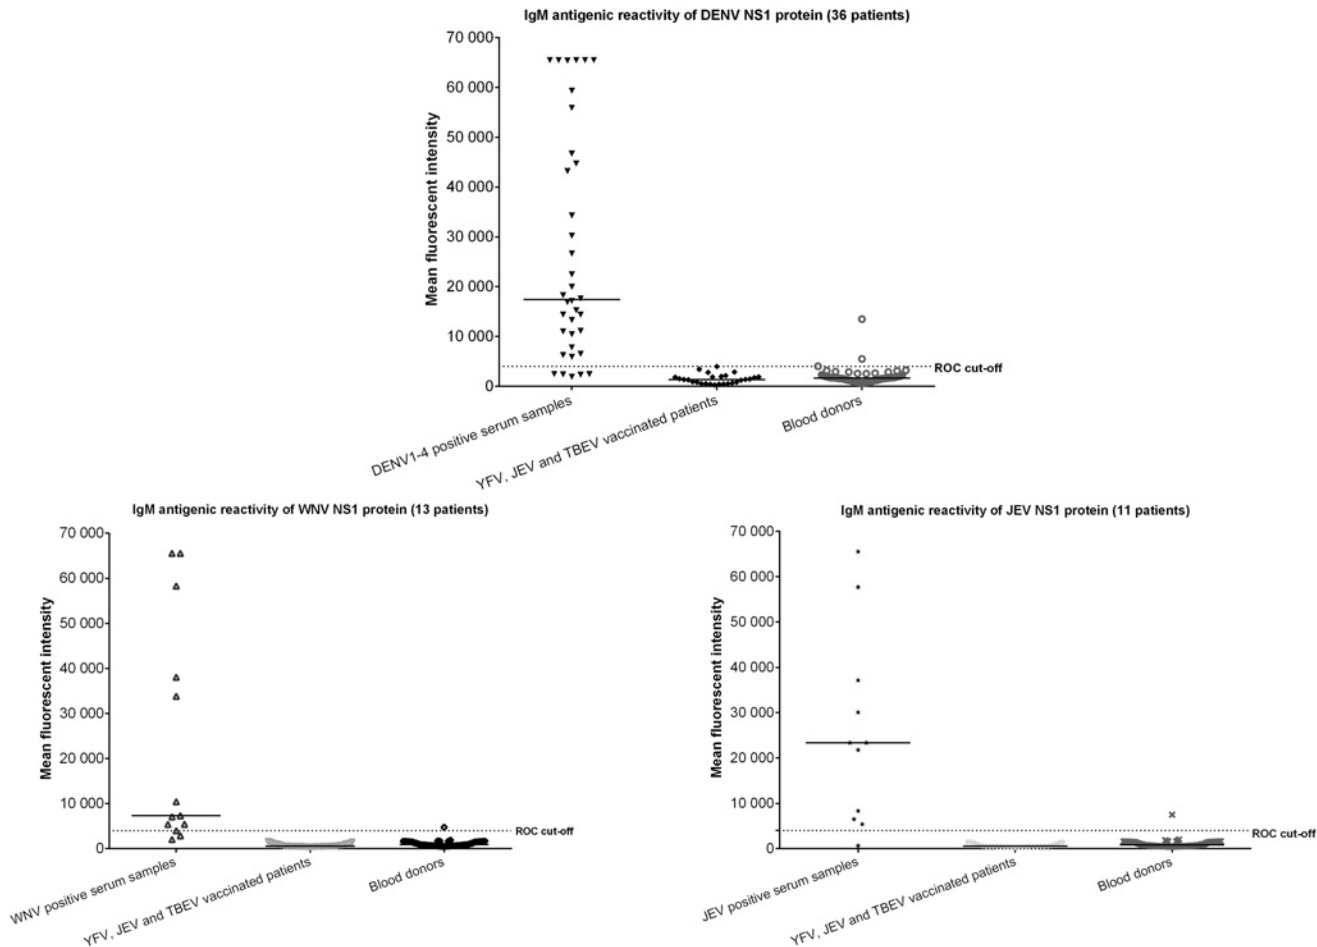 IgM antigenic reactivity of DENV NS1 protein (36 patients)
Mean fluorescent intensity
70 000
60 000
50 000
40 000
30 000
20 000
10 000
0
ROC cut-off
DENV1-4 positive serum samples
YFV, JEV and TBEV vaccinated patients
Blood donors
IgM antigenic reactivity of WNV NS1 protein (13 patients)
Mean fluorescent intensity
70 000
60 000
50 000
40 000
30 000
20 000
10 000
0
ROC cut-off
WNV positive serum samples
YFV, JEV and TBEV vaccinated patients
Blood donors
IgM antigenic reactivity of JEV NS1 protein (11 patients)
Mean fluorescent intensity
70 000
60 000
50 000
40 000
30 000
20 000
10 000
0
ROC cut-off
JEV positive serum samples
YFV, JEV and TBEV vaccinated patients
Blood donors